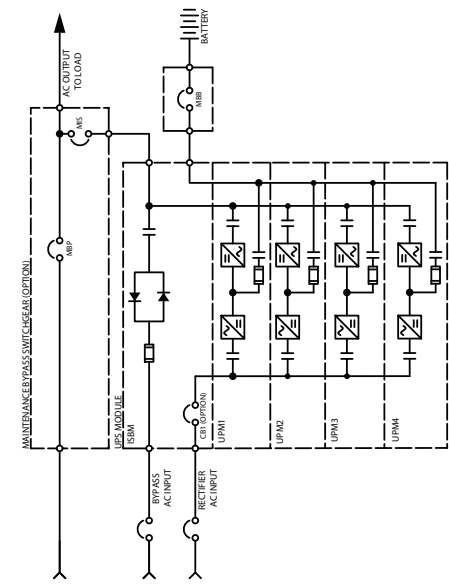 BATTERY
AC OUTPUT
TO LOAD
MBB
MIS
MBP
MAINTENANCE BYPASS SWITCHGEAR (OPTION)
UPS MODULE
ISBM
CB1 (OPTION)
UPM1
UPM2
UPM3
UPM4
BYPASS
AC INPUT
RECTIFIER
AC INPUT